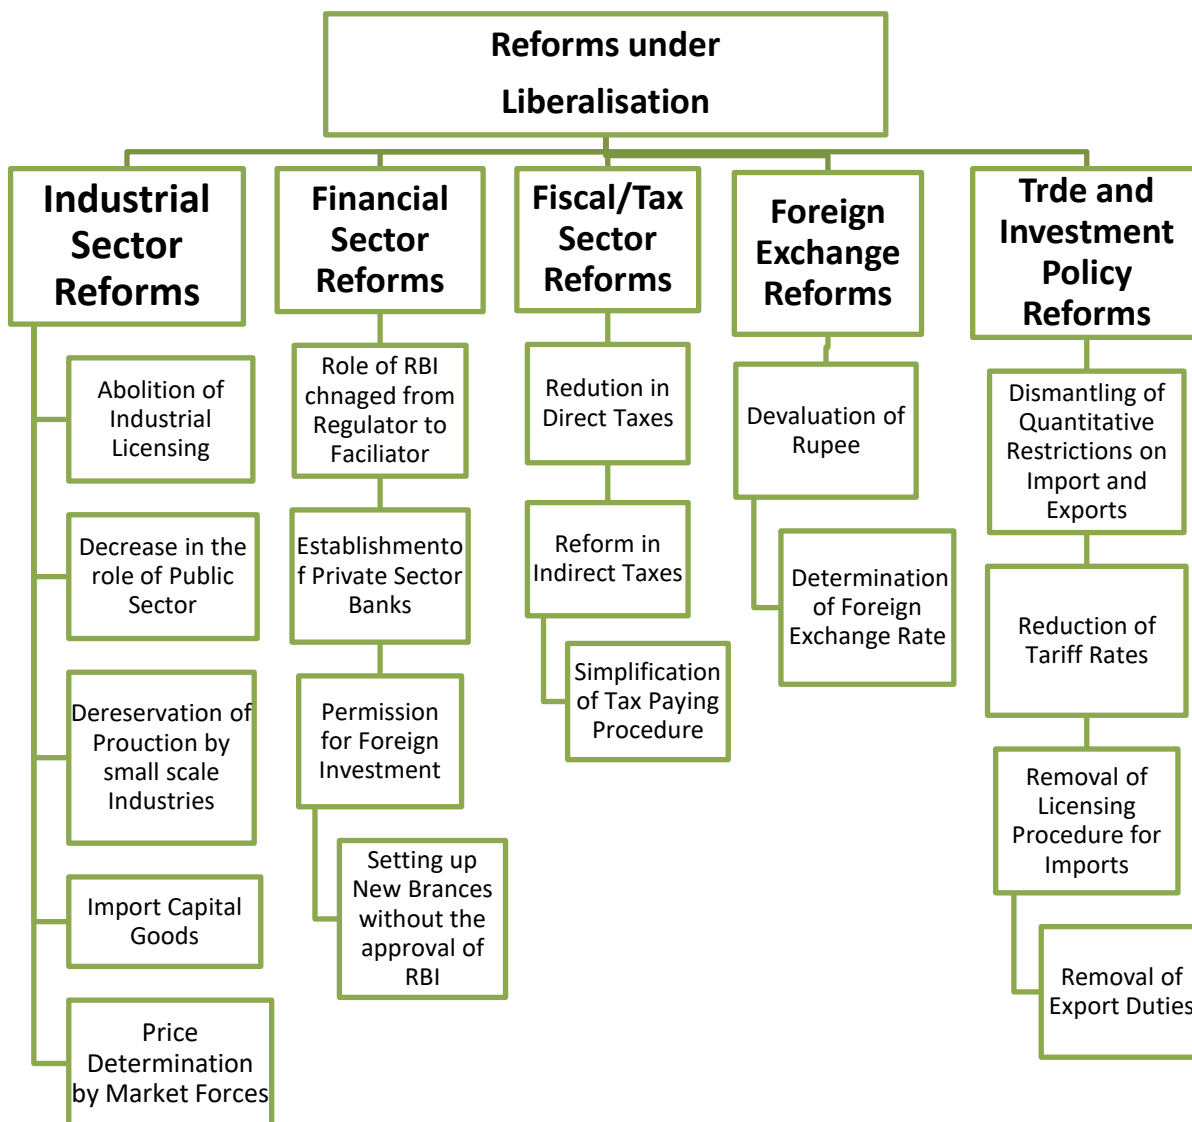 Reforms under
Liberalisation
Industrial
Sector
Reforms
Abolition of
Industrial
Licensing
Decrease in the
role of Public
Sector
Dereservation of
Prouction by
small scale
Industries
Import Capital
Goods
Price
Determination
by Market Forces
Financial
Sector
Reforms
Role of RBI
chnaged from
Regulator to
Faciliator
Establishmento
f Private Sector
Banks
Permission
for Foreign
Investment
Setting up
New Brances
without the
approval of
RBI
Fiscal/Tax
Sector
Reforms
Redution in
Direct Taxes
Reform in
Indirect Taxes
Simplification
of Tax Paying
Procedure
Foreign
Exchange
Reforms
Devaluation of
Rupee
Determination
of Foreign
Exchange Rate
Trde and
Investment
Policy
Reforms
Dismantling of
Quantitative
Restrictions on
Import and
Exports
Reduction of
Tariff Rates
Removal of
Licensing
Procedure for
Imports
Removal of
Export Duties